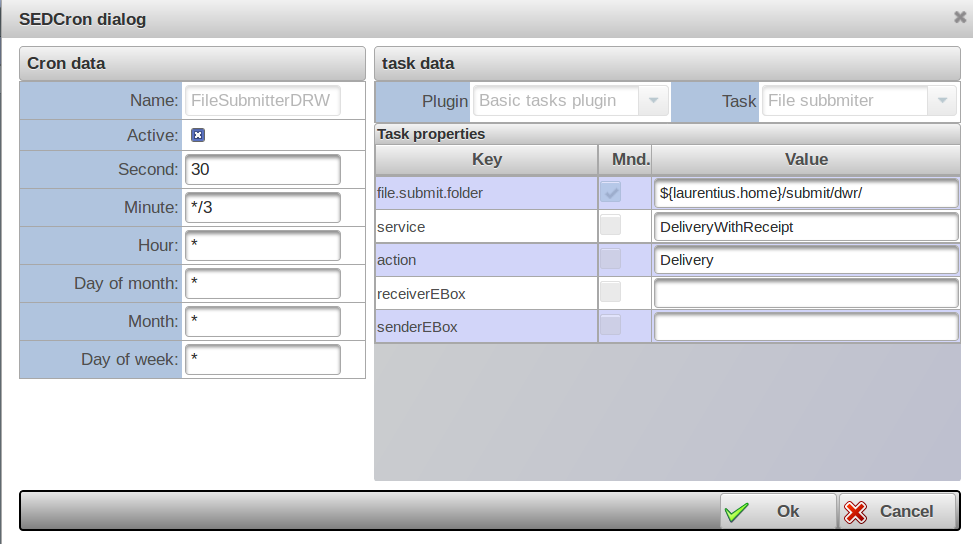 SEDCron dialog
Cron data
Name: FileSubmitterDRW
Active:
Second: 30
Minute: */3
Hour: *
Day of month: *
Month: *
Day of week: *
task data
Plugin Basic tasks plugin Task File subbmiter
Task properties
Key Mnd. Value
file.submit.folder ${laurentius.home}/submit/dwr/
service DeliveryWithReceipt
action Delivery
receiverEBox
senderEBox
Ok Cancel